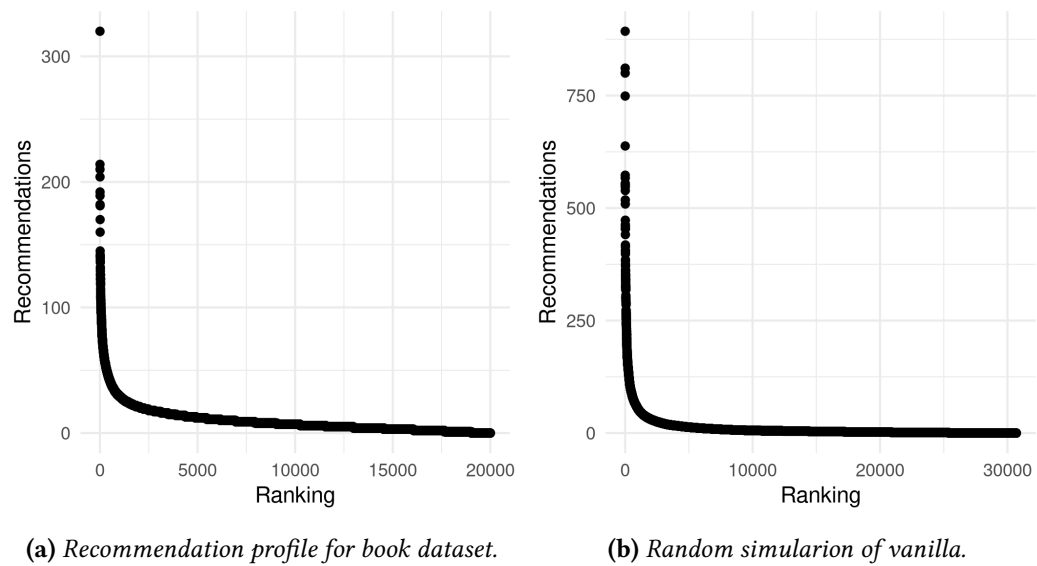 300
200
100
0
Recommendations
0 5000 10000 15000 20000
Ranking
(a) Recommendation profile for book dataset.
750
500
250
0
Recommendations
0 10000 20000 30000
Ranking
(b) Random simularion of vanilla.